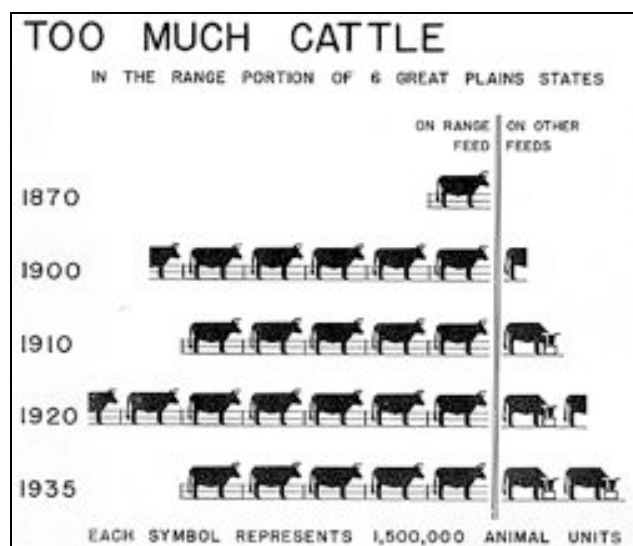 TOO MUCH CATTLE
IN THE RANGE PORTION OF 6 GREAT PLAINS STATES
ON RANGE FEED
ON OTHER FEEDS
1870
1900
1910
1920
1935
EACH SYMBOL REPRESENTS 1,500,000 ANIMAL UNITS